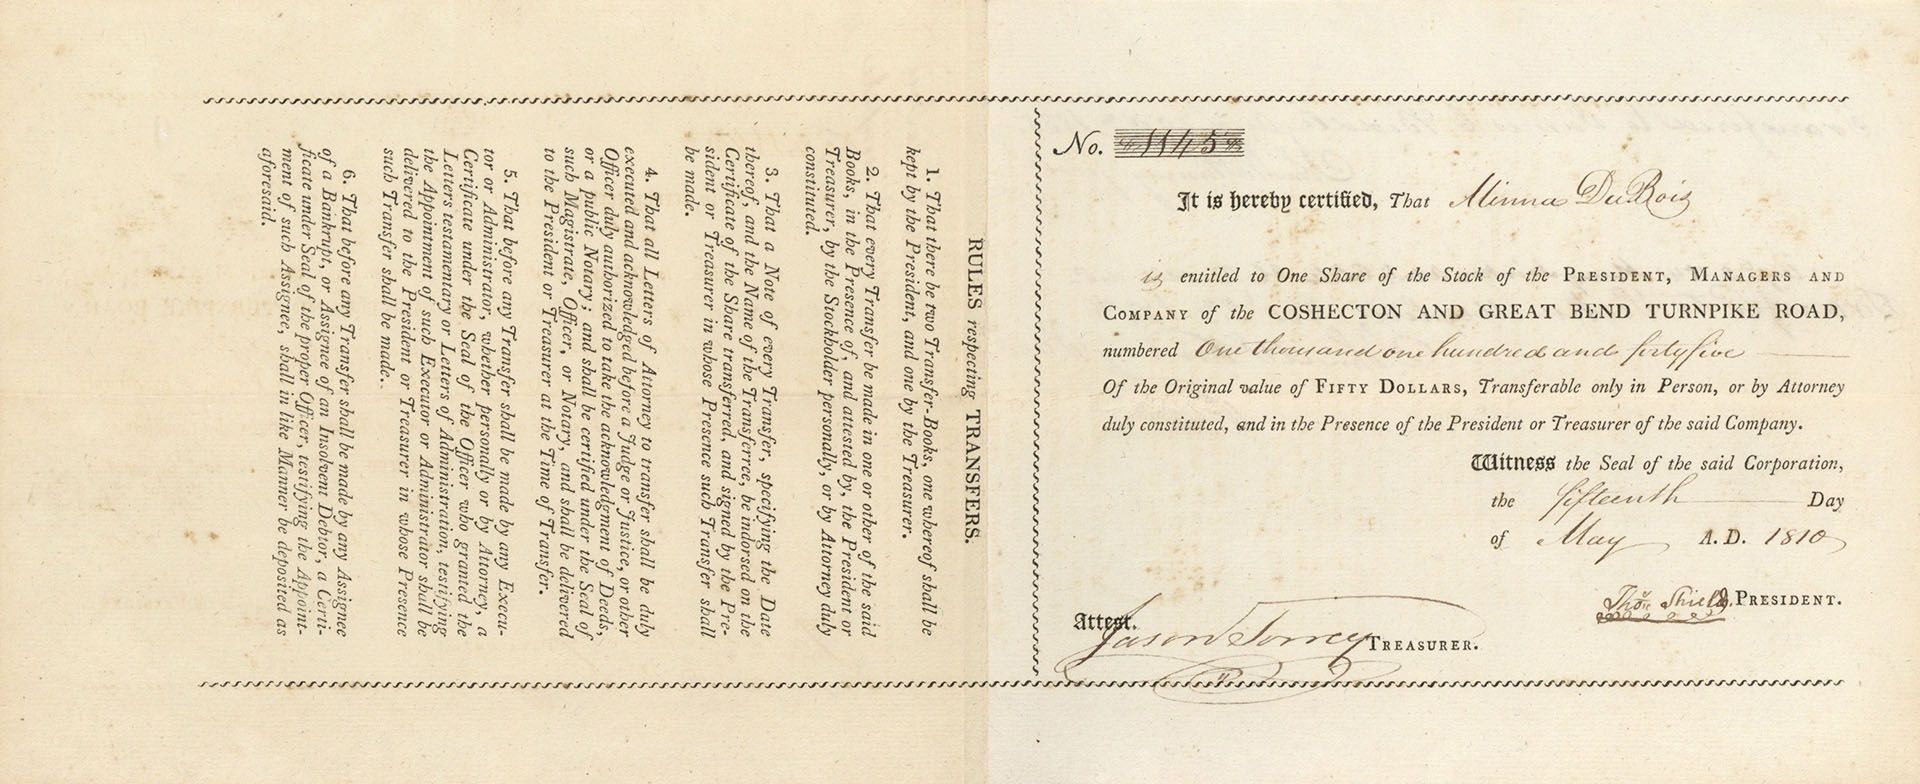 No. 1145
It is hereby certified, That Minna DuBois
is entitled to One Share of the Stock of the PRESIDENT, MANAGERS AND
COMPANY of the COSHECTON AND GREAT BEND TURNPIKE ROAD,
numbered One thousand one hundred and forty five
Of the Original value of FIFTY DOLLARS, Transferable only in Person, or by Attorney
duly constituted, and in the Presence of the President or Treasurer of the said Company.
Witness the Seal of the said Corporation,
the fifteenth Day
of May A. D. 1810
Thos. Shields. PRESIDENT.
Attest.
Jason Torrey TREASURER.
RULES respecting TRANSFERS.
1. That there be two Transfer-Books, one whereof shall be
kept by the President, and one by the Treasurer.
2. That every Transfer be made in one or other of the said
Books, in the Presence of, and attested by, the President or
Treasurer, by the Stockholder personally, or by Attorney duly
constituted.
3. That a Note of every Transfer, specifying the Date
thereof, and the Name of the Transferree, be indorsed on the
Certificate of the Share transferred, and signed by the Pre-
sident or Treasurer in whose Presence such Transfer shall
be made.
4. That all Letters of Attorney to transfer shall be duly
executed and acknowledged before a Judge or Justice, or other
Officer duly authorized to take the acknowledgment of Deeds,
or a public Notary; and shall be certified under the Seal of
such Magistrate, Officer, or Notary, and shall be delivered
to the President or Treasurer at the Time of Transfer.
5. That before any Transfer shall be made by any Execu-
tor or Administrator, whether personally or by Attorney, a
Certificate under the Seal of the Officer who granted the
Letters testamentary or Letters of Administration, testifying
the Appointment of such Executor or Administrator shall be
delivered to the President or Treasurer in whose Presence
such Transfer shall be made.
6. That before any Transfer shall be made by any Assignee
of a Bankrupt, or Assignee of an Insolvent Debtor, a Certi-
ficate under Seal of the proper Officer, testifying the Appoint-
ment of such Assignee, shall in like Manner be deposited as
aforesaid.